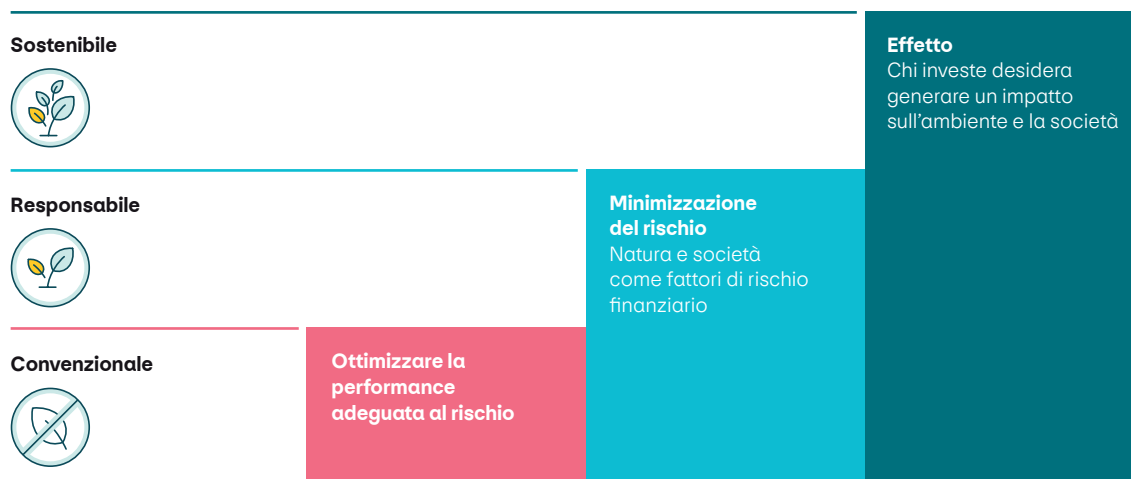 Sostenibile
Effetto
Chi investe desidera
generare un impatto
sull'ambiente e la società
Responsabile
Minimizzazione
del rischio
Natura e società
come fattori di rischio
finanziario
Convenzionale
Ottimizzare la
performance
adeguata al rischio